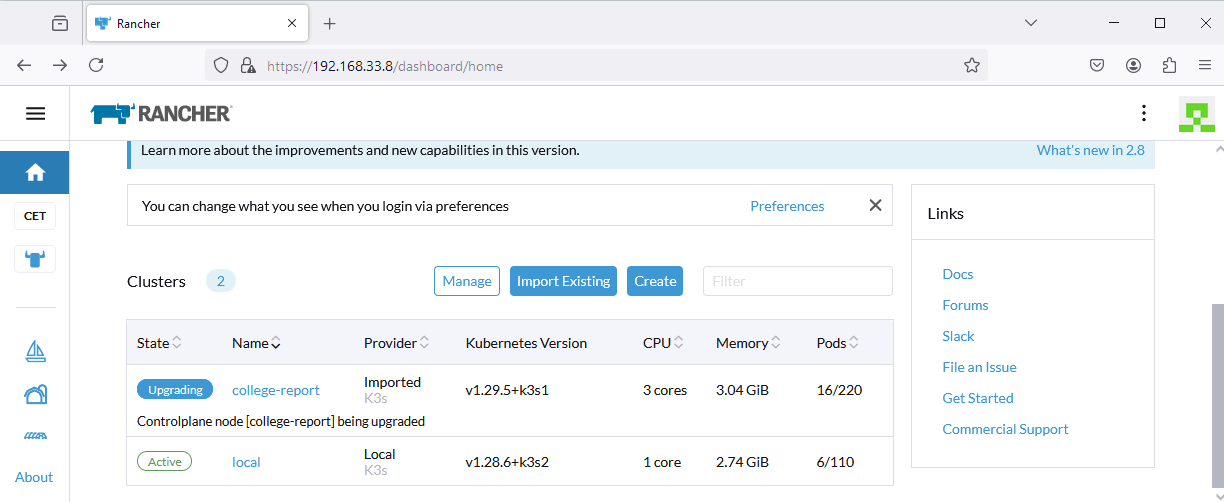 Rancher
https://192.168.33.8/dashboard/home
RANCHER
Learn more about the improvements and new capabilities in this version. What's new in 2.8
CET
You can change what you see when you login via preferences Preferences
Links
Clusters 2 Manage Import Existing Create Filter
Docs
Forums
Slack
File an Issue
Get Started
Commercial Support
State Name Provider Kubernetes Version CPU Memory Pods
Upgrading college-report Imported K3s v1.29.5+k3s1 3 cores 3.04 GiB 16/220
Controlplane node [college-report] being upgraded
Active local Local K3s v1.28.6+k3s2 1 core 2.74 GiB 6/110
About